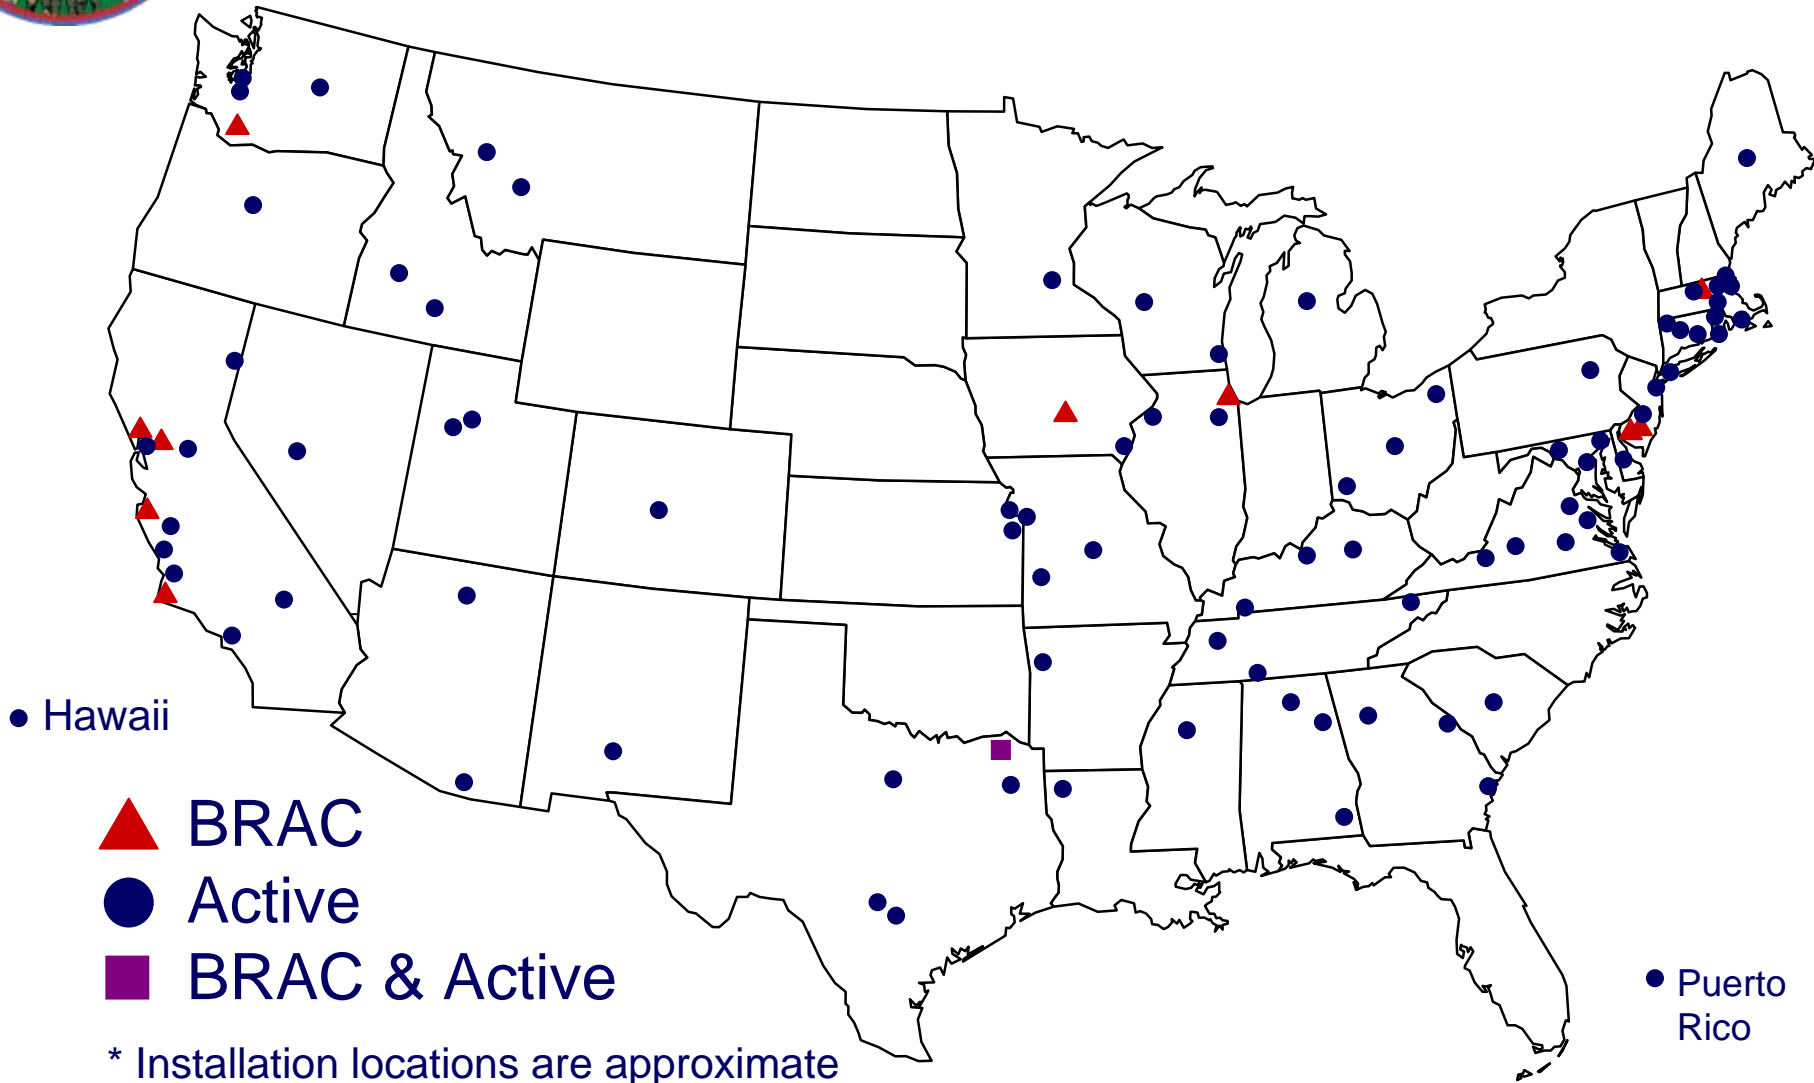 Hawaii
BRAC
Active
BRAC & Active
* Installation locations are approximate
Puerto
Rico